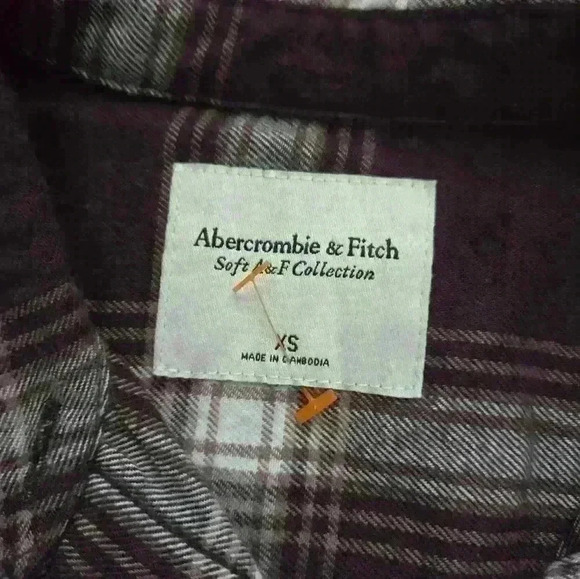 Abercrombie & Fitch
Soft A&F Collection
XS
MADE IN CAMBODIA